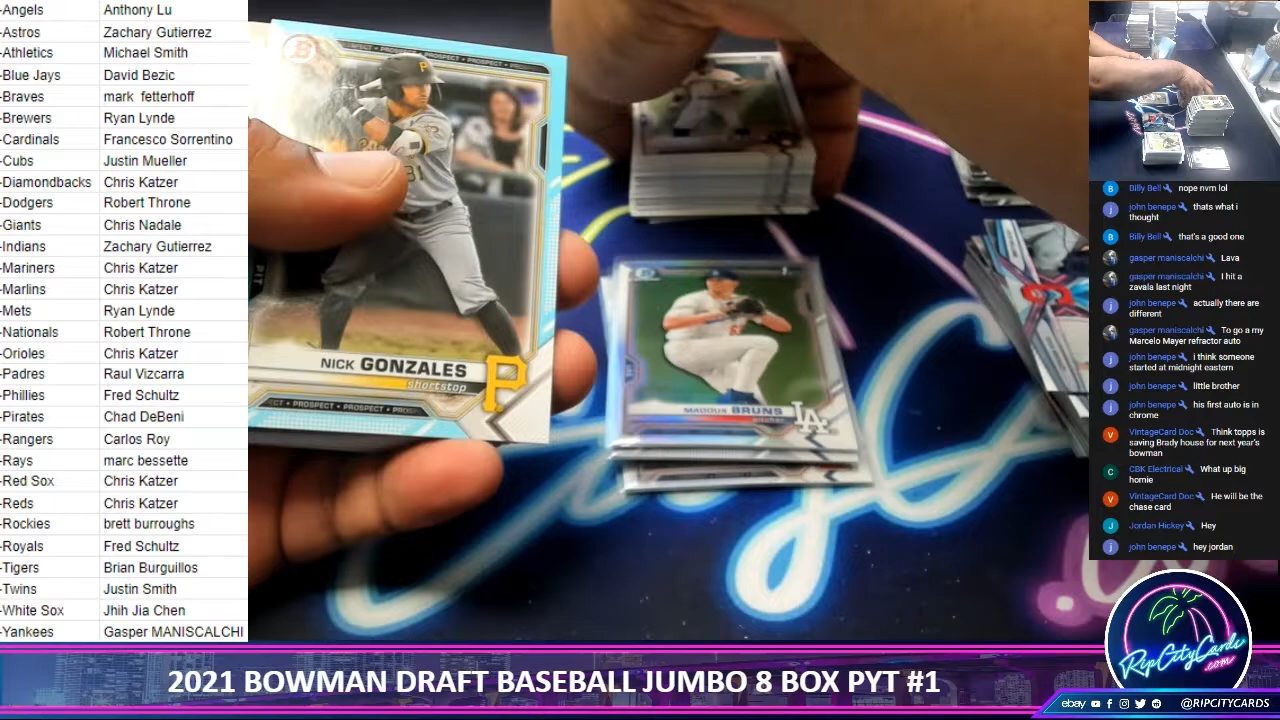 -Angels Anthony Lu
-Astros Zachary Gutierrez
-Athletics Michael Smith
-Blue Jays David Bezic
-Braves mark fetterhoff
-Brewers Ryan Lynde
-Cardinals Francesco Sorrentino
-Cubs Justin Mueller
-Diamondbacks Chris Katzer
-Dodgers Robert Throne
-Giants Chris Nadale
-Indians Zachary Gutierrez
-Mariners Chris Katzer
-Marlins Chris Katzer
-Mets Ryan Lynde
-Nationals Robert Throne
-Orioles Chris Katzer
-Padres Raul Vizcarra
-Phillies Fred Schultz
-Pirates Chad DeBeni
-Rangers Carlos Roy
-Rays marc bessette
-Red Sox Chris Katzer
-Reds Chris Katzer
-Rockies brett burroughs
-Royals Fred Schultz
-Tigers Brian Burguillos
-Twins Justin Smith
-White Sox Jhih Jia Chen
-Yankees Gasper MANISCALCHI
PROSPECT • PROSPECT
31
NICK GONZALES
shortstop
P
PROSPECT • PROSPECT
MADDUX BRUNS
pitcher
LA
Billy Bell nope nvm lol
john benepe thats what i
thought
Billy Bell that's a good one
gasper maniscalchi Lava
gasper maniscalchi I hit a
zavala last night
john benepe actually there are
different
gasper maniscalchi To go a my
Marcelo Mayer refractor auto
john benepe i think someone
started at midnight eastern
john benepe little brother
john benepe his first auto is in
chrome
VintageCard Doc Think topps is
saving Brady house for next year's
bowman
CBK Electrical What up big
homie
VintageCard Doc He will be the
chase card
Jordan Hickey Hey
john benepe hey jordan
RipCityCards
.com
2021 BOWMAN DRAFT BASEBALL JUMBO 8 BOX PYT #1
ebay @RIPCITYCARDS